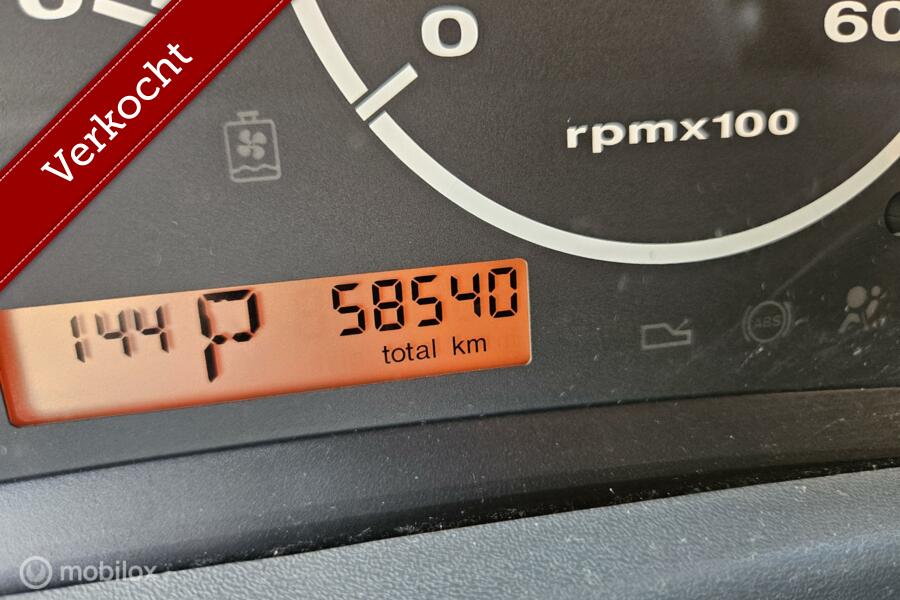 Verkocht
0
60
rpmx100
144 P 58540
total km
ABS
mobilox